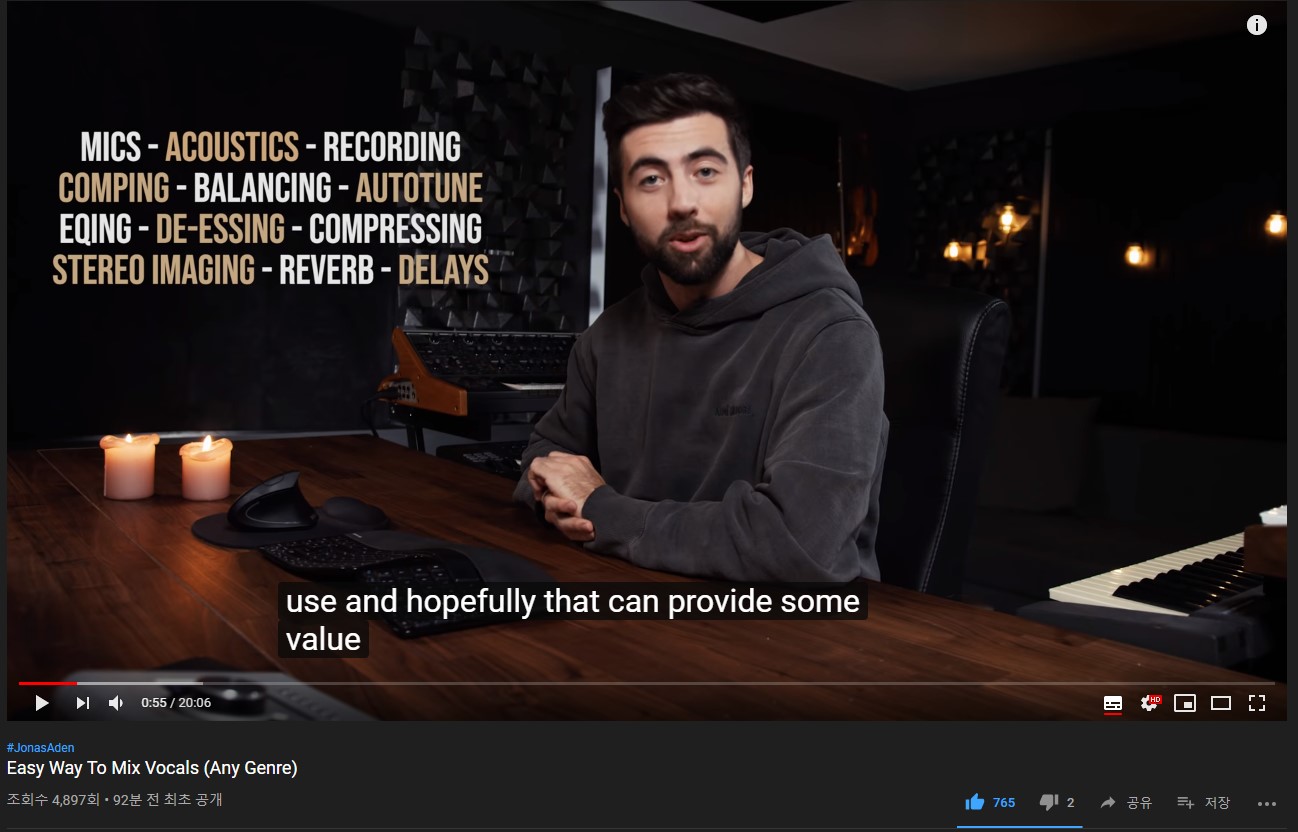 MICS - ACOUSTICS - RECORDING
COMPING - BALANCING - AUTOTUNE
EQING - DE-ESSING - COMPRESSING
STEREO IMAGING - REVERB - DELAYS
use and hopefully that can provide some
value
0:55 / 20:06
HD
#JonasAden
Easy Way To Mix Vocals (Any Genre)
조회수 4,897회 • 92분 전 최초 공개
765 2 공유 저장